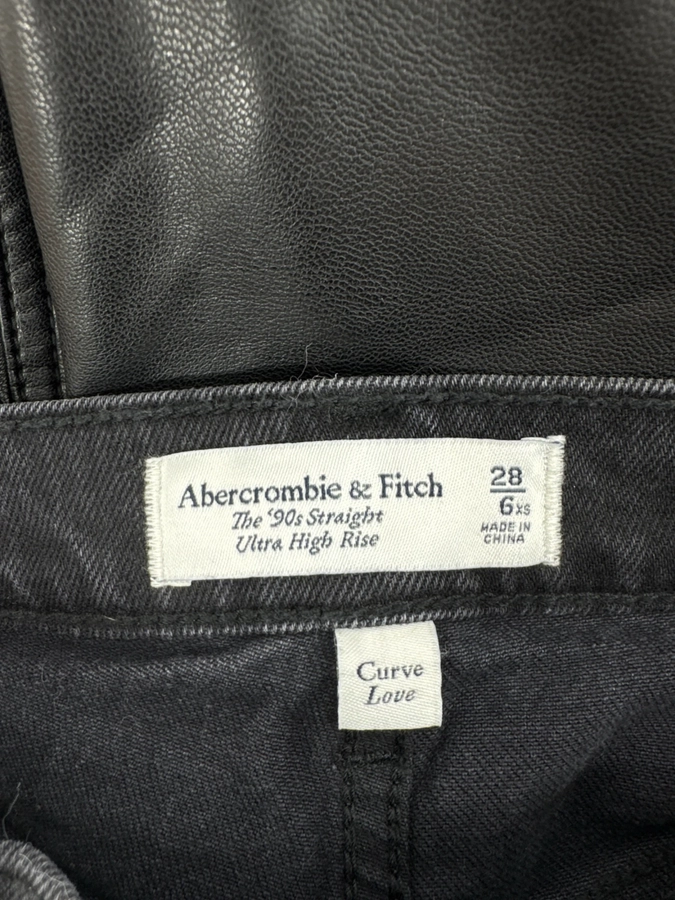 Abercrombie & Fitch
The '90s Straight
Ultra High Rise
28
6XS
MADE IN
CHINA
Curve
Love